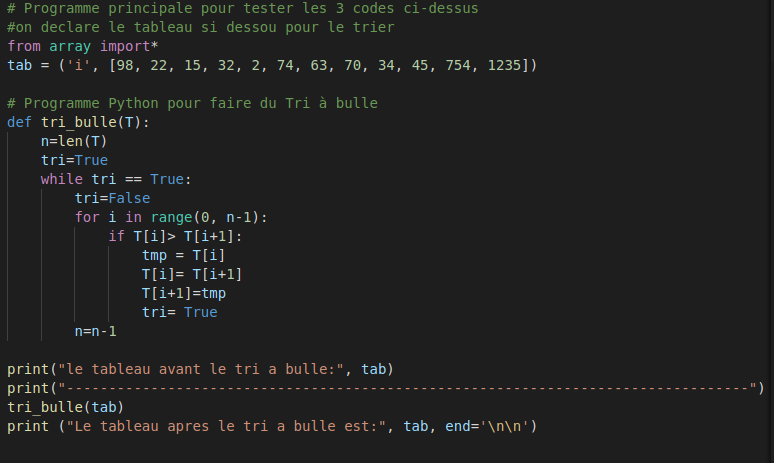 # Programme principale pour tester les 3 codes ci-dessus
#on declare le tableau si dessou pour le trier
from array import*
tab = ('i', [98, 22, 15, 32, 2, 74, 63, 70, 34, 45, 754, 1235])
# Programme Python pour faire du Tri à bulle
def tri_bulle(T):
    n=len(T)
    tri=True
    while tri == True:
        tri=False
        for i in range(0, n-1):
            if T[i]> T[i+1]:
                tmp = T[i]
                T[i]= T[i+1]
                T[i+1]=tmp
                tri= True
        n=n-1
print("le tableau avant le tri a bulle:", tab)
print("---------------------------------------------------------------------------------")
tri_bulle(tab)
print ("Le tableau apres le tri a bulle est:", tab, end='\n\n')